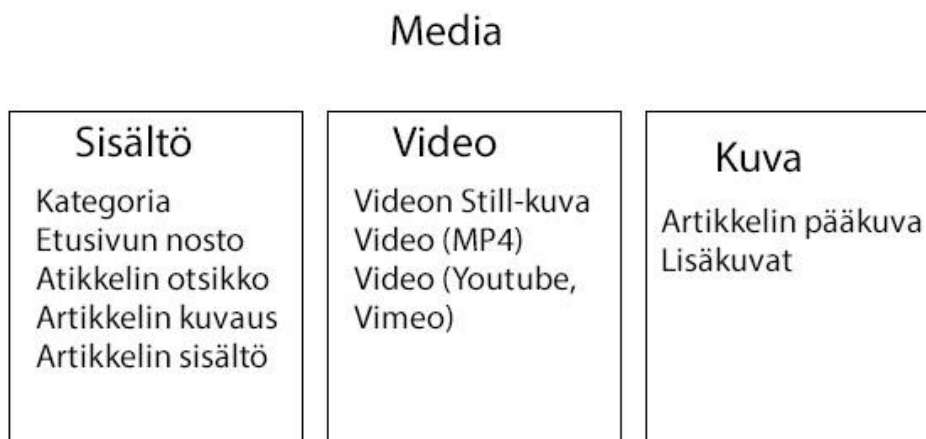 Media
Sisältö
Kategoria
Etusivun nosto
Atikkelin otsikko
Artikkelin kuvaus
Artikkelin sisältö
Video
Videon Still-kuva
Video (MP4)
Video (Youtube,
Vimeo)
Kuva
Artikkelin pääkuva
Lisäkuvat